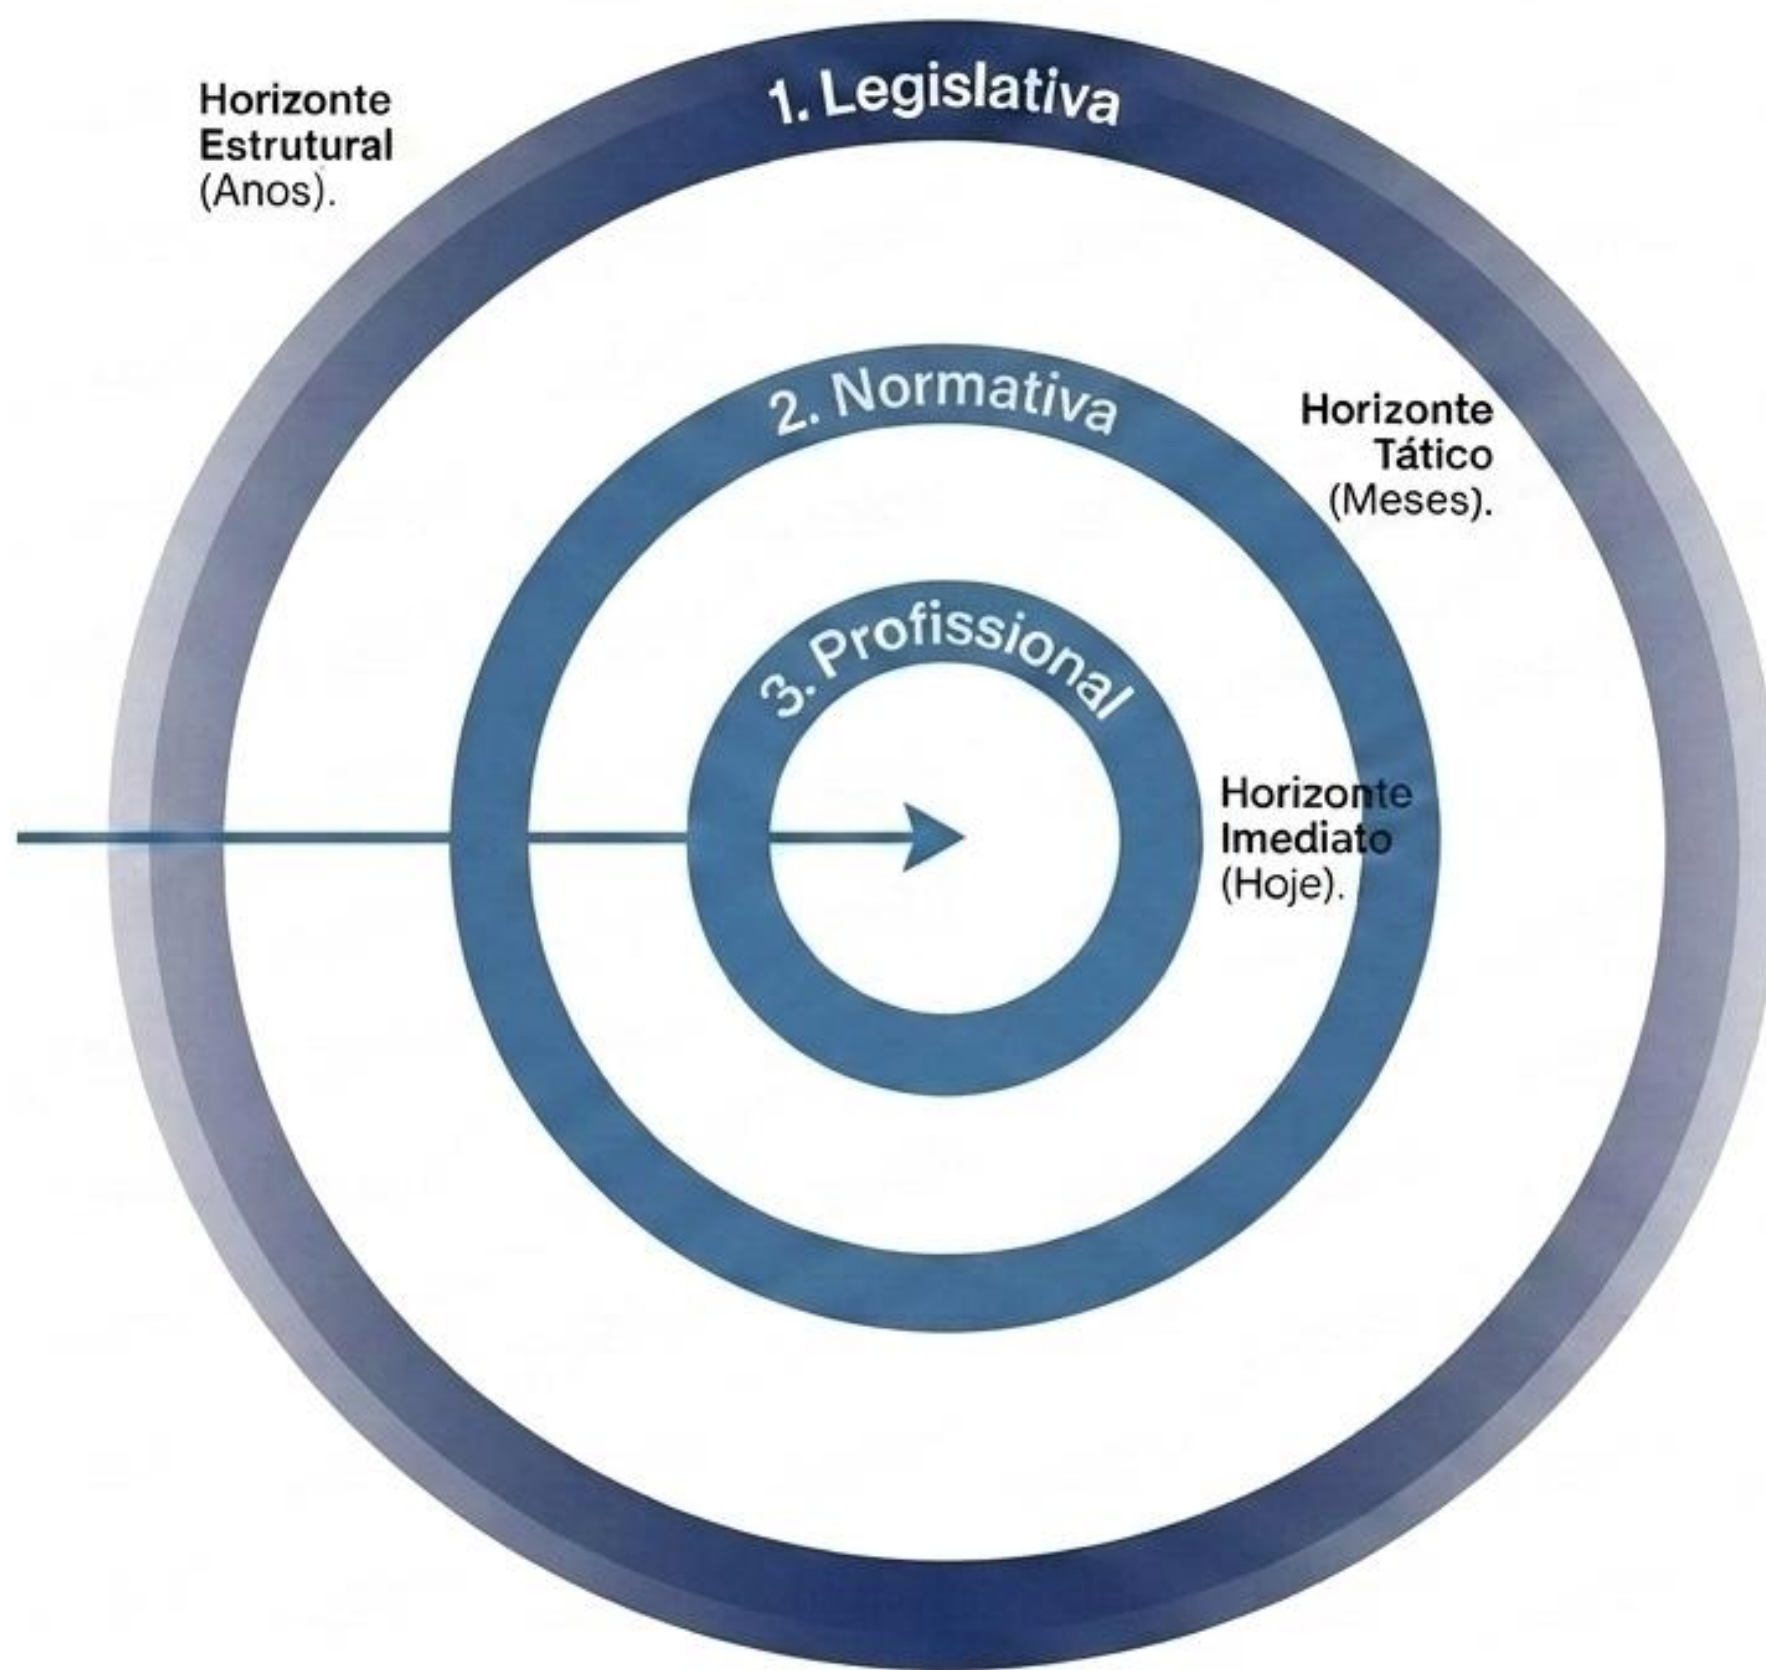 Horizonte
Estrutural
(Anos).
1. Legislativa
2. Normativa
Horizonte
Tático
(Meses).
3. Profissional
Horizonte
Imediato
(Hoje).